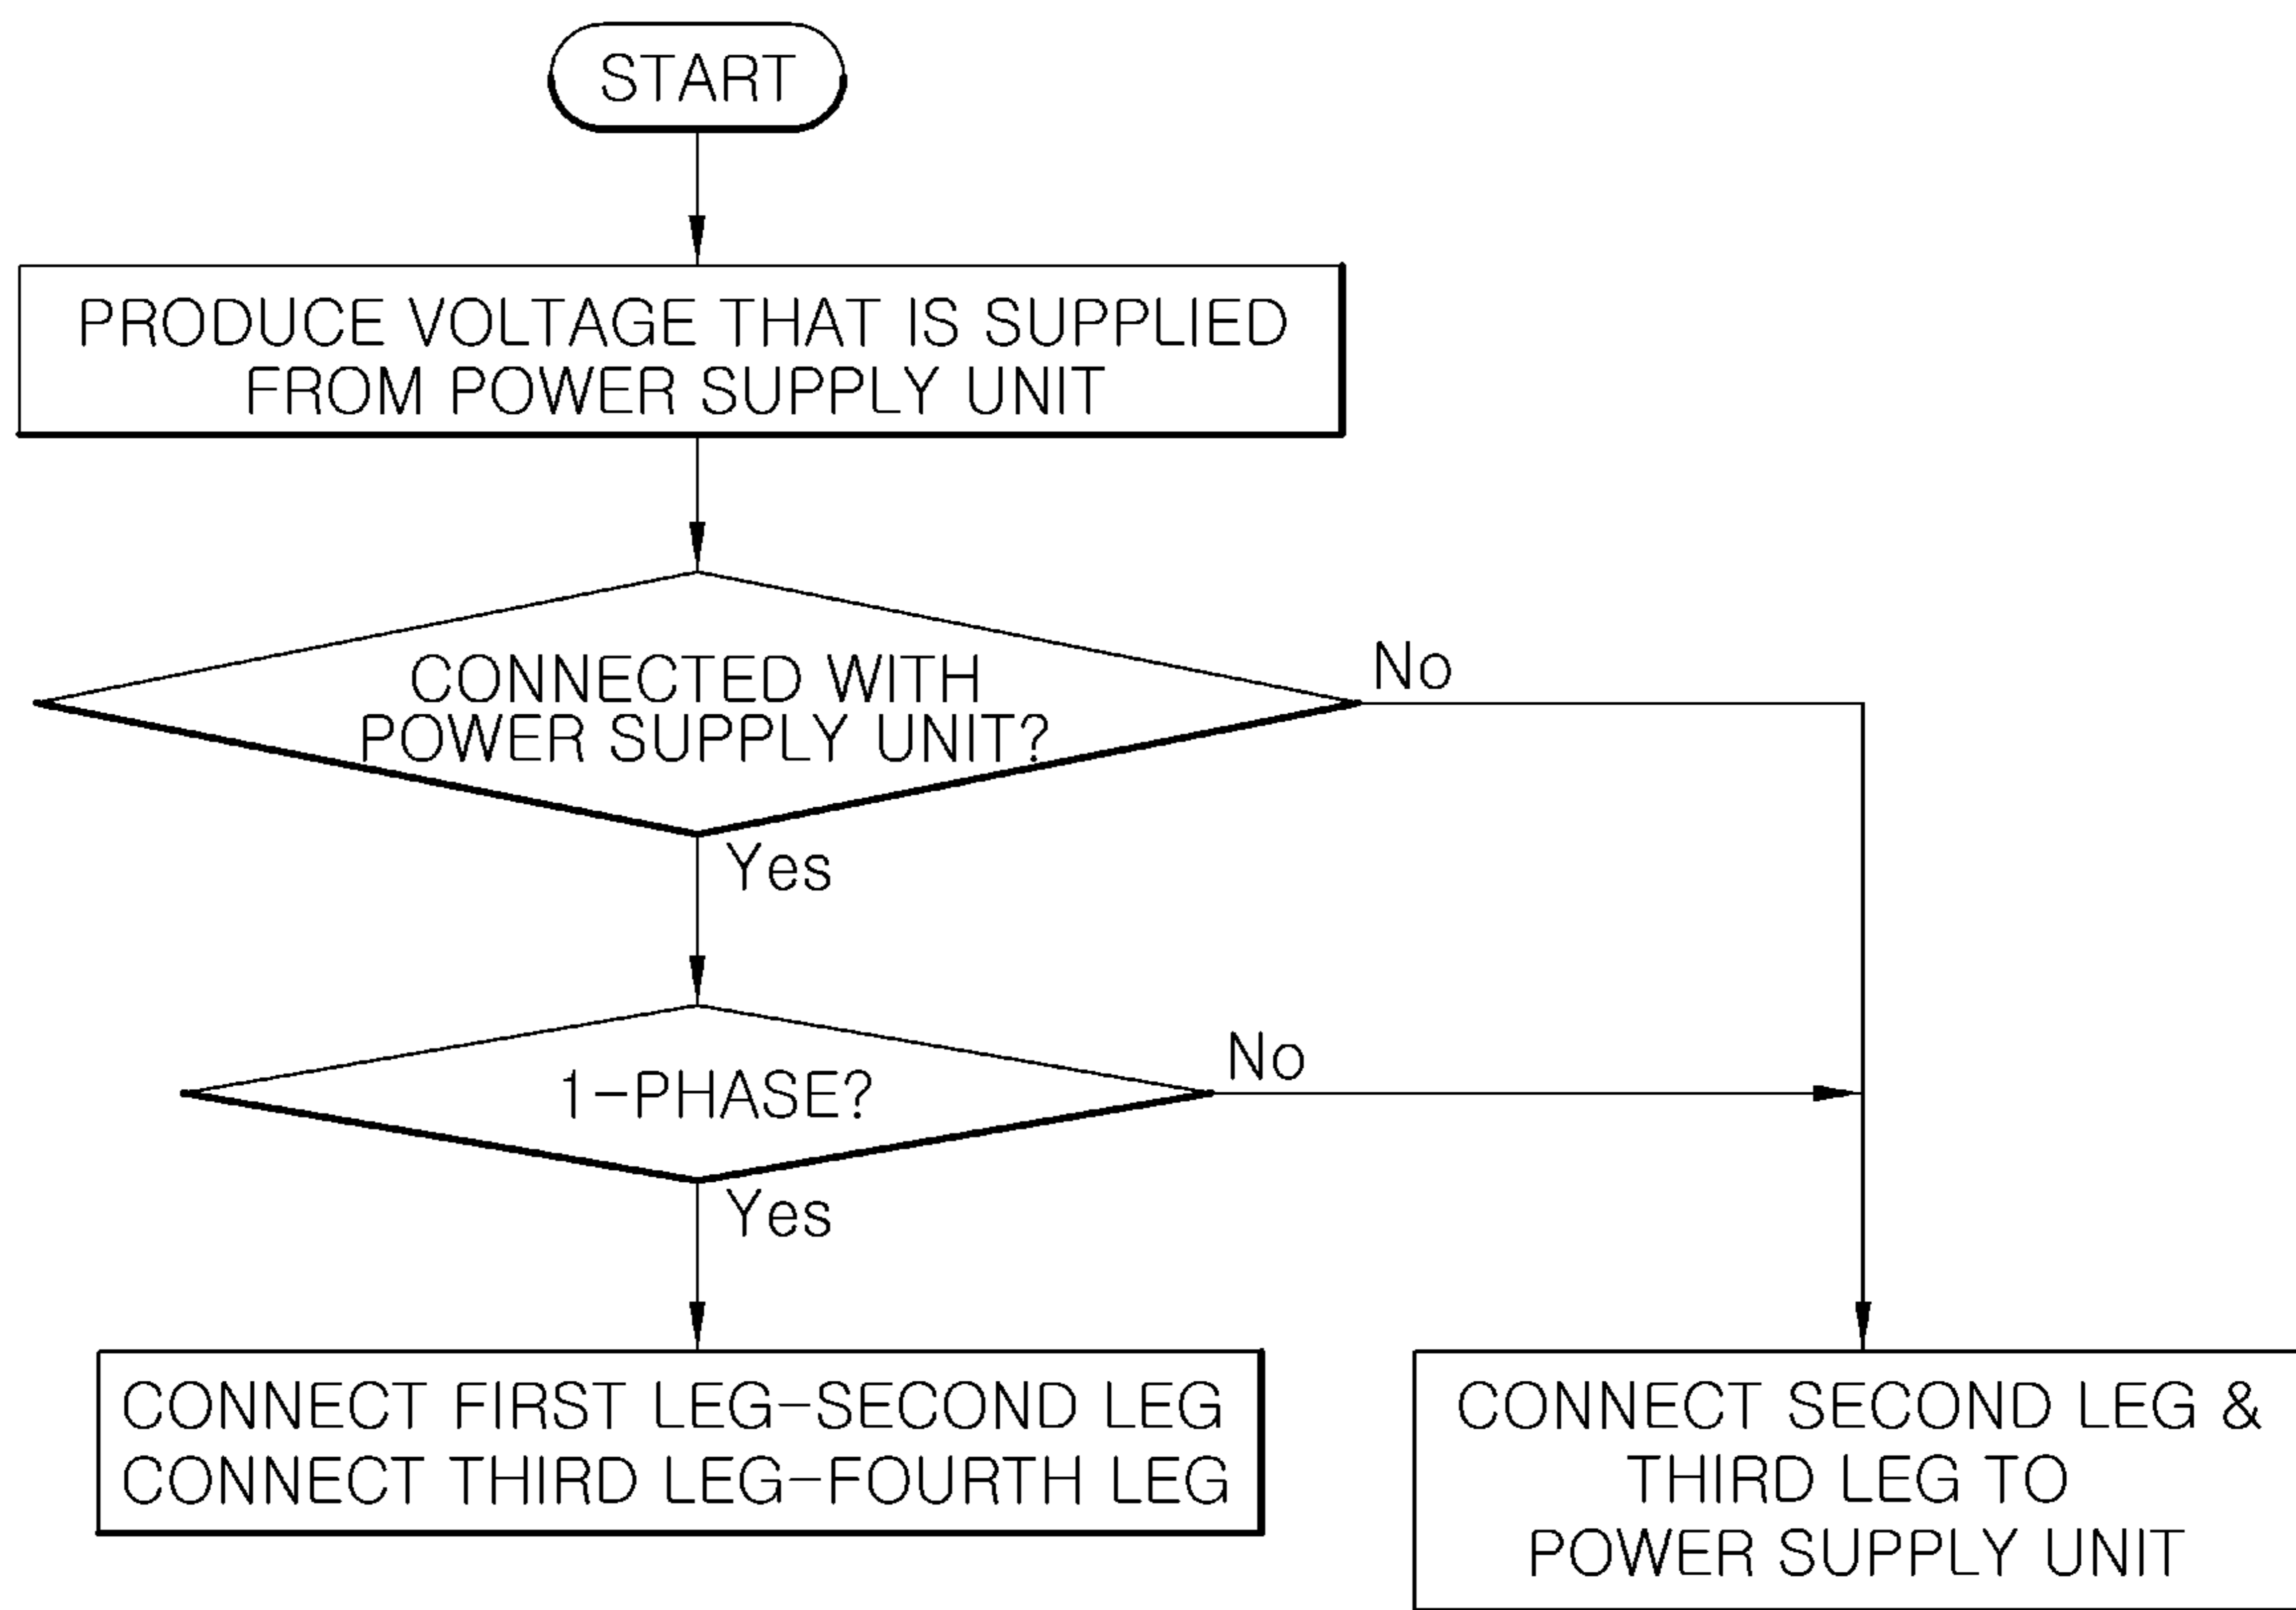 START
PRODUCE VOLTAGE THAT IS SUPPLIED
FROM POWER SUPPLY UNIT
CONNECTED WITH
POWER SUPPLY UNIT?
No
Yes
1-PHASE?
No
Yes
CONNECT FIRST LEG-SECOND LEG
CONNECT THIRD LEG-FOURTH LEG
CONNECT SECOND LEG &
THIRD LEG TO
POWER SUPPLY UNIT